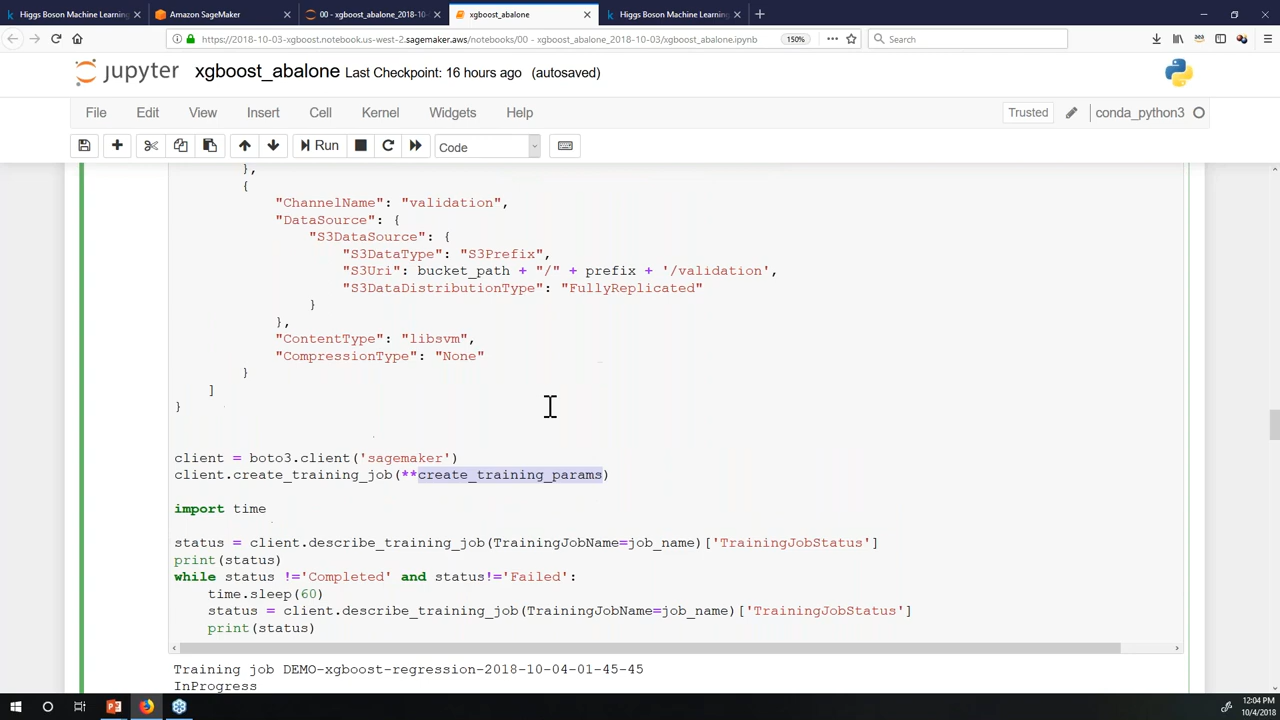 Higgs Boson Machine Learning
Amazon SageMaker
00 - xgboost_abalone_2018-10-
xgboost_abalone
Higgs Boson Machine Learning
https://2018-10-03-xgboost.notebook.us-west-2.sagemaker.aws/notebooks/00 - xgboost_abalone_2018-10-03/xgboost_abalone.ipynb
150%
Search
jupyter
xgboost_abalone Last Checkpoint: 16 hours ago (autosaved)
File Edit View Insert Cell Kernel Widgets Help
Trusted
conda_python3
Run
Code
},
{
"ChannelName": "validation",
"DataSource": {
"S3DataSource": {
"S3DataType": "S3Prefix",
"S3Uri": bucket_path + "/" + prefix + '/validation',
"S3DataDistributionType": "FullyReplicated"
}
},
"ContentType": "libsvm",
"CompressionType": "None"
}
]
}
client = boto3.client('sagemaker')
client.create_training_job(**create_training_params)
import time
status = client.describe_training_job(TrainingJobName=job_name)['TrainingJobStatus']
print(status)
while status !='Completed' and status!='Failed':
time.sleep(60)
status = client.describe_training_job(TrainingJobName=job_name)['TrainingJobStatus']
print(status)
Training job DEMO-xgboost-regression-2018-10-04-01-45-45
InProgress
12:04 PM
10/4/2018